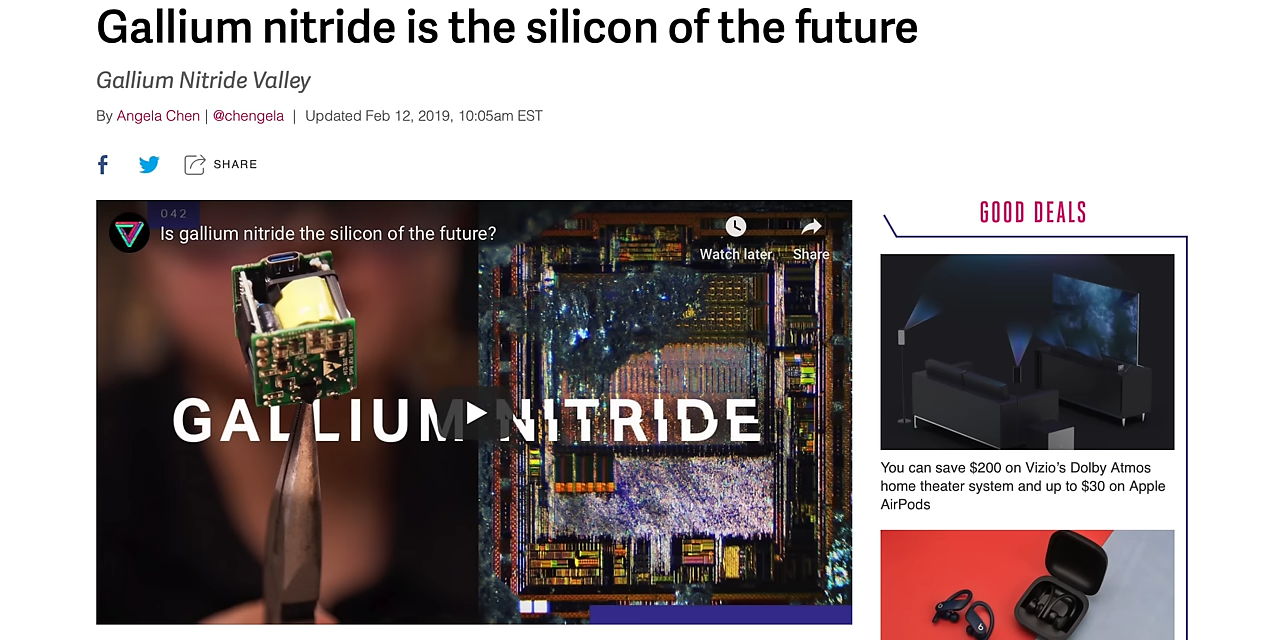 Gallium nitride is the silicon of the future
Gallium Nitride Valley
By Angela Chen | @chengela | Updated Feb 12, 2019, 10:05am EST
SHARE
042
Is gallium nitride the silicon of the future?
Watch later
Share
GALLIUM NITRIDE
GOOD DEALS
You can save $200 on Vizio’s Dolby Atmos
home theater system and up to $30 on Apple
AirPods